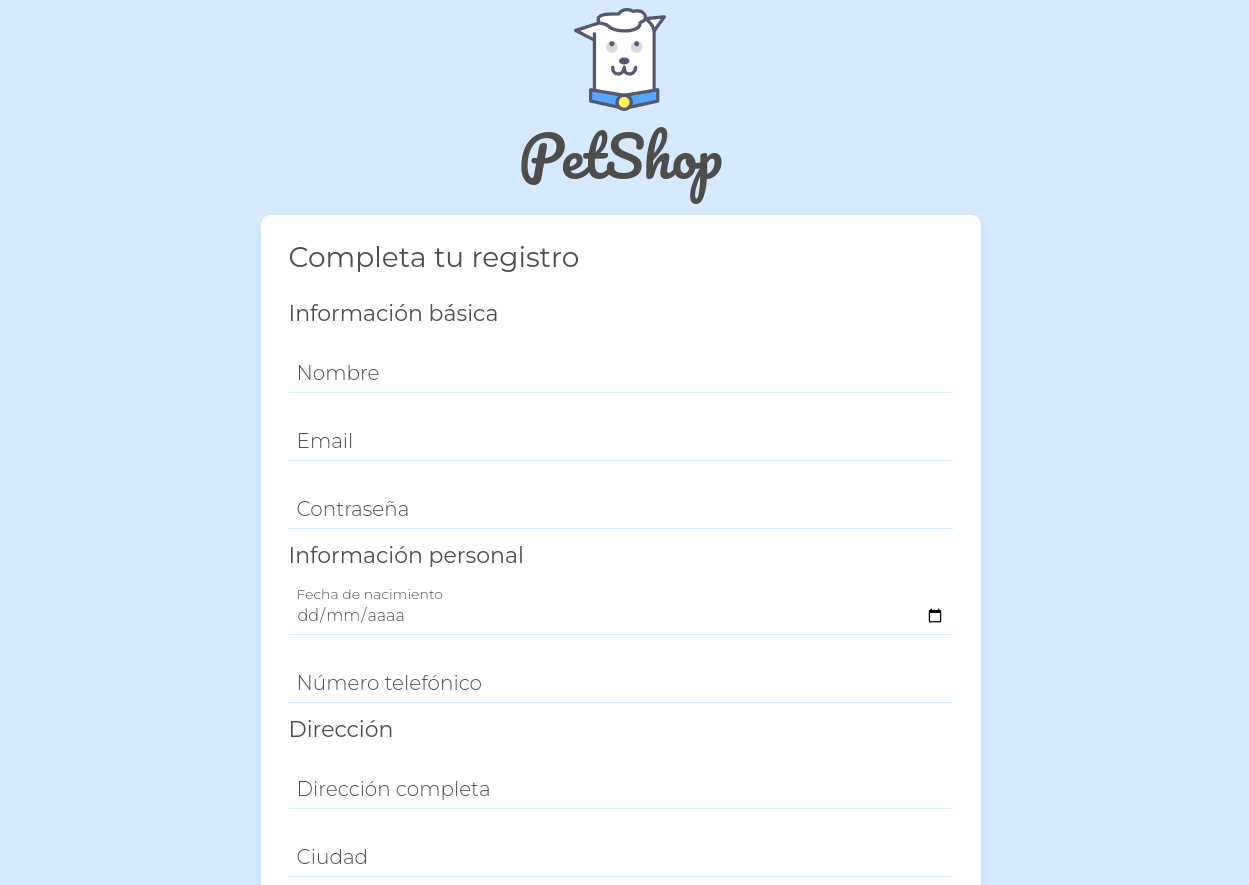 PetShop
Completa tu registro
Información básica
Nombre
Email
Contraseña
Información personal
Fecha de nacimiento
dd/mm/aaaa
Número telefónico
Dirección
Dirección completa
Ciudad